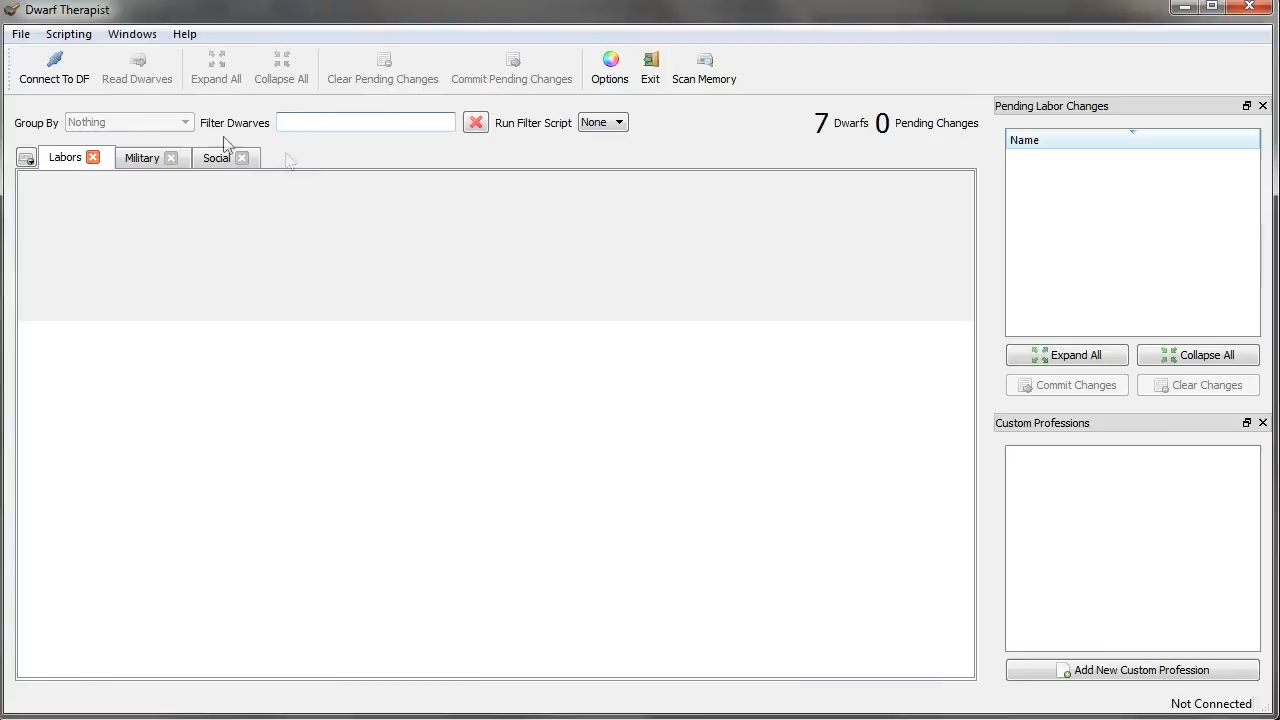 Dwarf Therapist
File Scripting Windows Help
Connect To DF Read Dwarves Expand All Collapse All Clear Pending Changes Commit Pending Changes Options Exit Scan Memory
Group By Nothing Filter Dwarves Run Filter Script None 7 Dwarfs 0 Pending Changes
Labors Military Social
Pending Labor Changes
Name
Expand All Collapse All
Commit Changes Clear Changes
Custom Professions
Add New Custom Profession
Not Connected